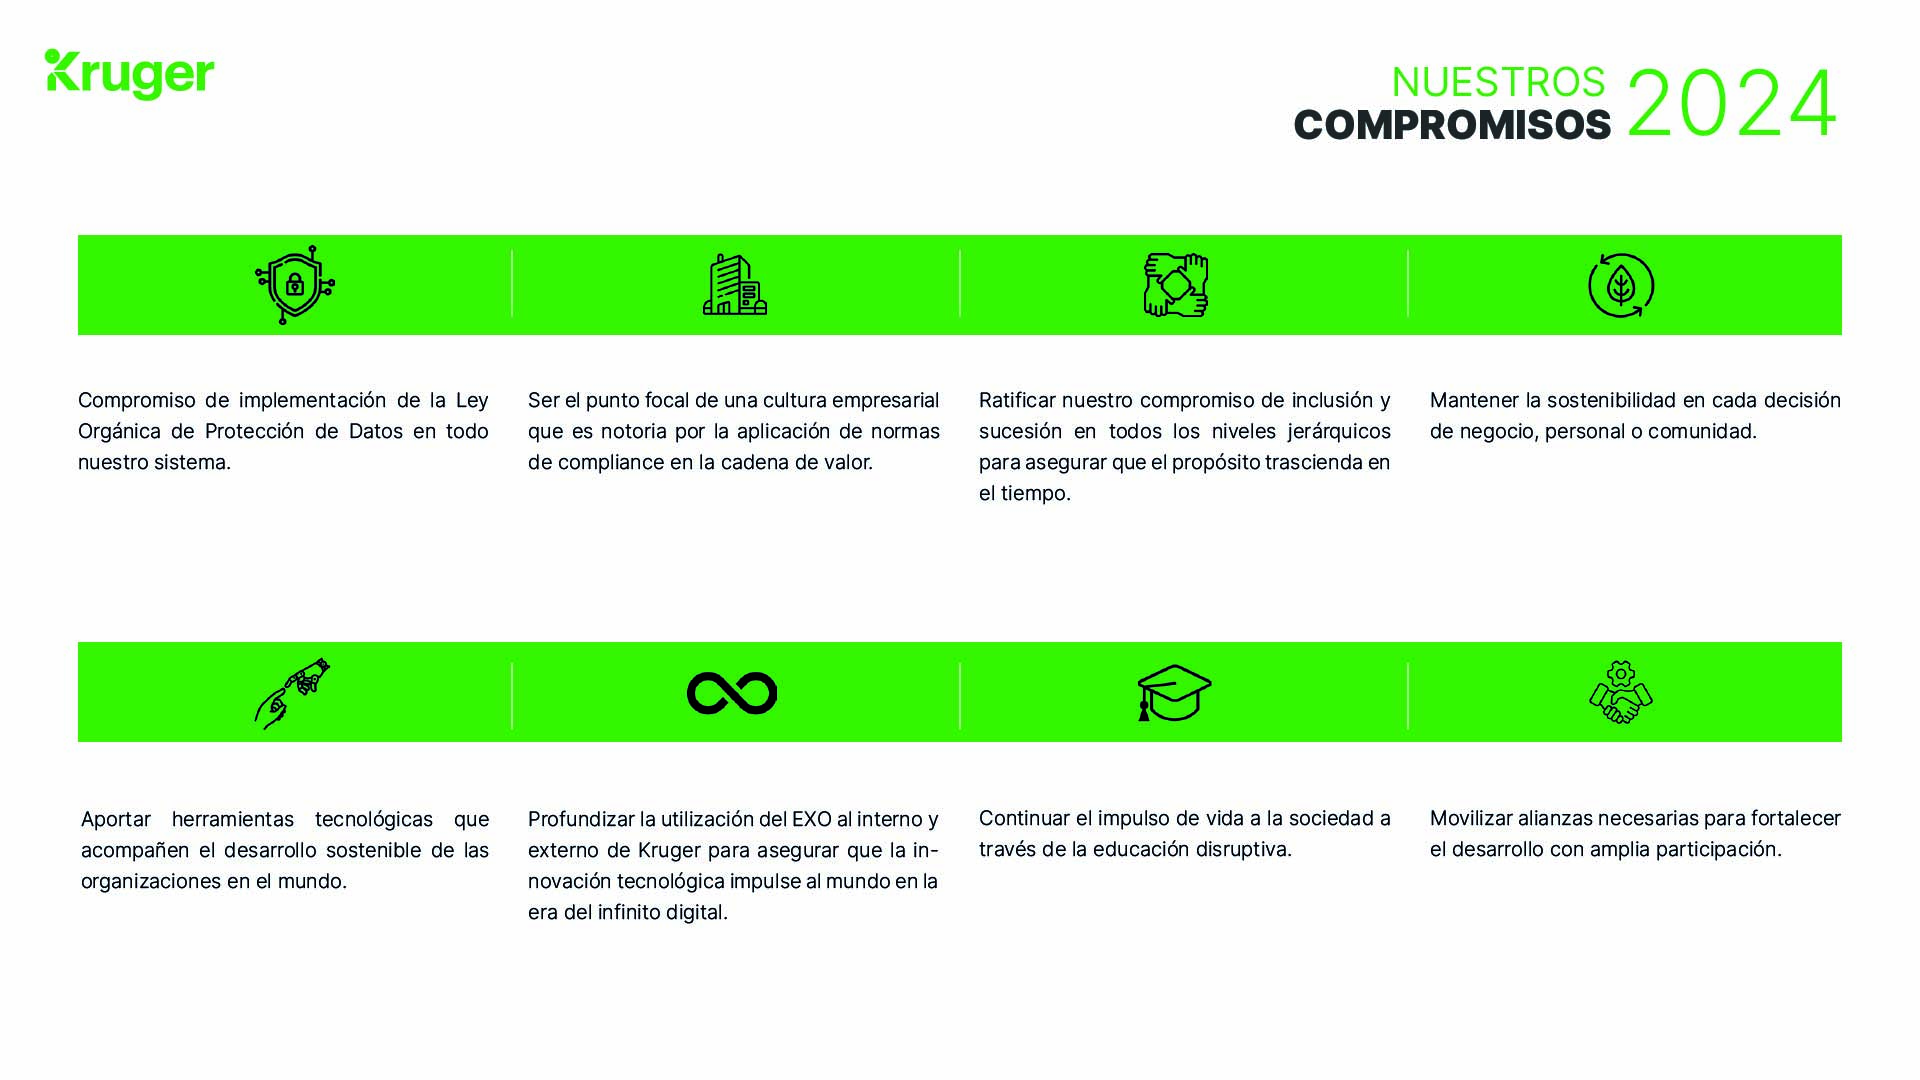 Kruger
NUESTROS
COMPROMISOS 2024
Compromiso de implementación de la Ley
Orgánica de Protección de Datos en todo
nuestro sistema.
Ser el punto focal de una cultura empresarial
que es notoria por la aplicación de normas
de compliance en la cadena de valor.
Ratificar nuestro compromiso de inclusión y
sucesión en todos los niveles jerárquicos
para asegurar que el propósito trascienda en
el tiempo.
Mantener la sostenibilidad en cada decisión
de negocio, personal o comunidad.
Aportar herramientas tecnológicas que
acompañen el desarrollo sostenible de las
organizaciones en el mundo.
Profundizar la utilización del EXO al interno y
externo de Kruger para asegurar que la in-
novación tecnológica impulse al mundo en la
era del infinito digital.
Continuar el impulso de vida a la sociedad a
través de la educación disruptiva.
Movilizar alianzas necesarias para fortalecer
el desarrollo con amplia participación.